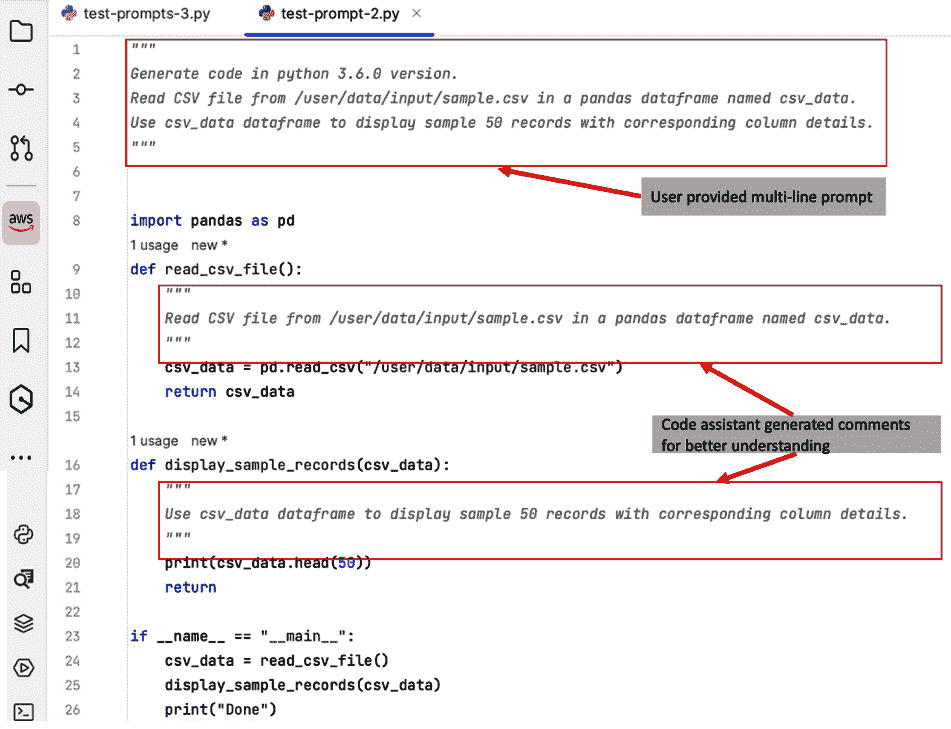 test-prompts-3.py test-prompt-2.py ×
1 """
2 Generate code in python 3.6.0 version.
3 Read CSV file from /user/data/input/sample.csv in a pandas dataframe named csv_data.
4 Use csv_data dataframe to display sample 50 records with corresponding column details.
5 """
6
7
User provided multi-line prompt
8 import pandas as pd
1 usage new *
9 def read_csv_file():
10 """
11 Read CSV file from /user/data/input/sample.csv in a pandas dataframe named csv_data.
12 """
13 csv_data = pd.read_csv("/user/data/input/sample.csv")
14 return csv_data
15
Code assistant generated comments
for better understanding
1 usage new *
16 def display_sample_records(csv_data):
17 """
18 Use csv_data dataframe to display sample 50 records with corresponding column details.
19 """
20 print(csv_data.head(50))
21 return
22
23 if __name__ == "__main__":
24 csv_data = read_csv_file()
25 display_sample_records(csv_data)
26 print("Done")
aws